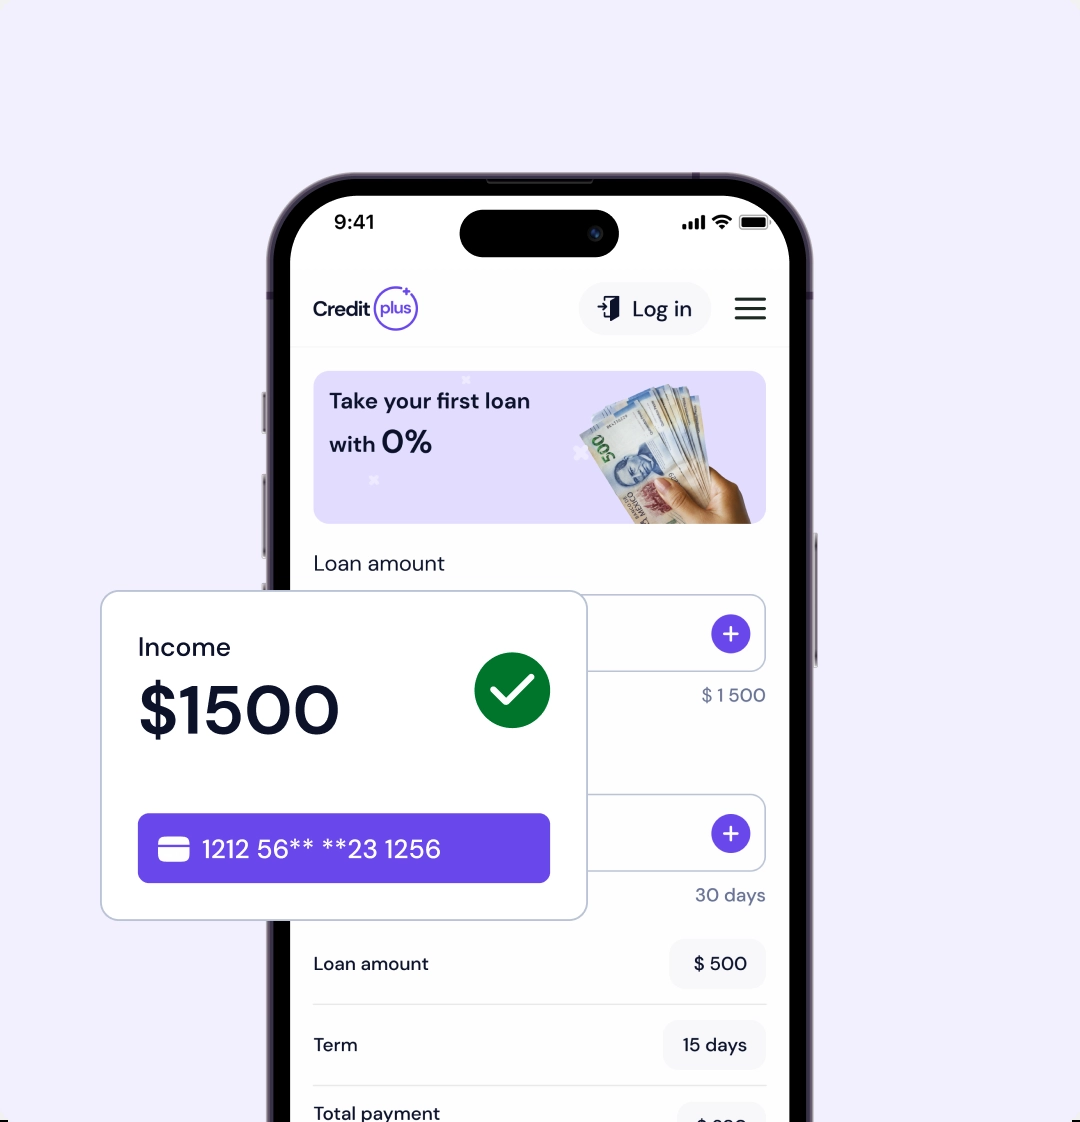 9:41
Credit plus
Log in
Take your first loan
with 0%
500
MÉXICO
Loan amount
Income
$1500
$ 1 500
1212 56** **23 1256
30 days
Loan amount
$ 500
Term
15 days
Total payment